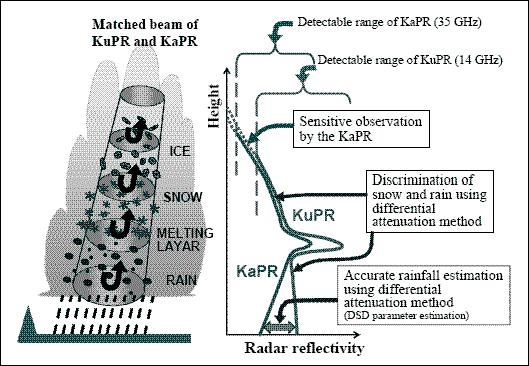 Matched beam of
KuPR and KaPR
ICE
SNOW
MELTING
LAYAR
RAIN
Detectable range of KaPR (35 GHz)
Detectable range of KuPR (14 GHz)
Height
Sensitive observation
by the KaPR
Discrimination of
snow and rain using
differential
attenuation method
KuPR
KaPR
Accurate rainfall estimation
using differential
attenuation method
(DSD parameter estimation)
Radar reflectivity